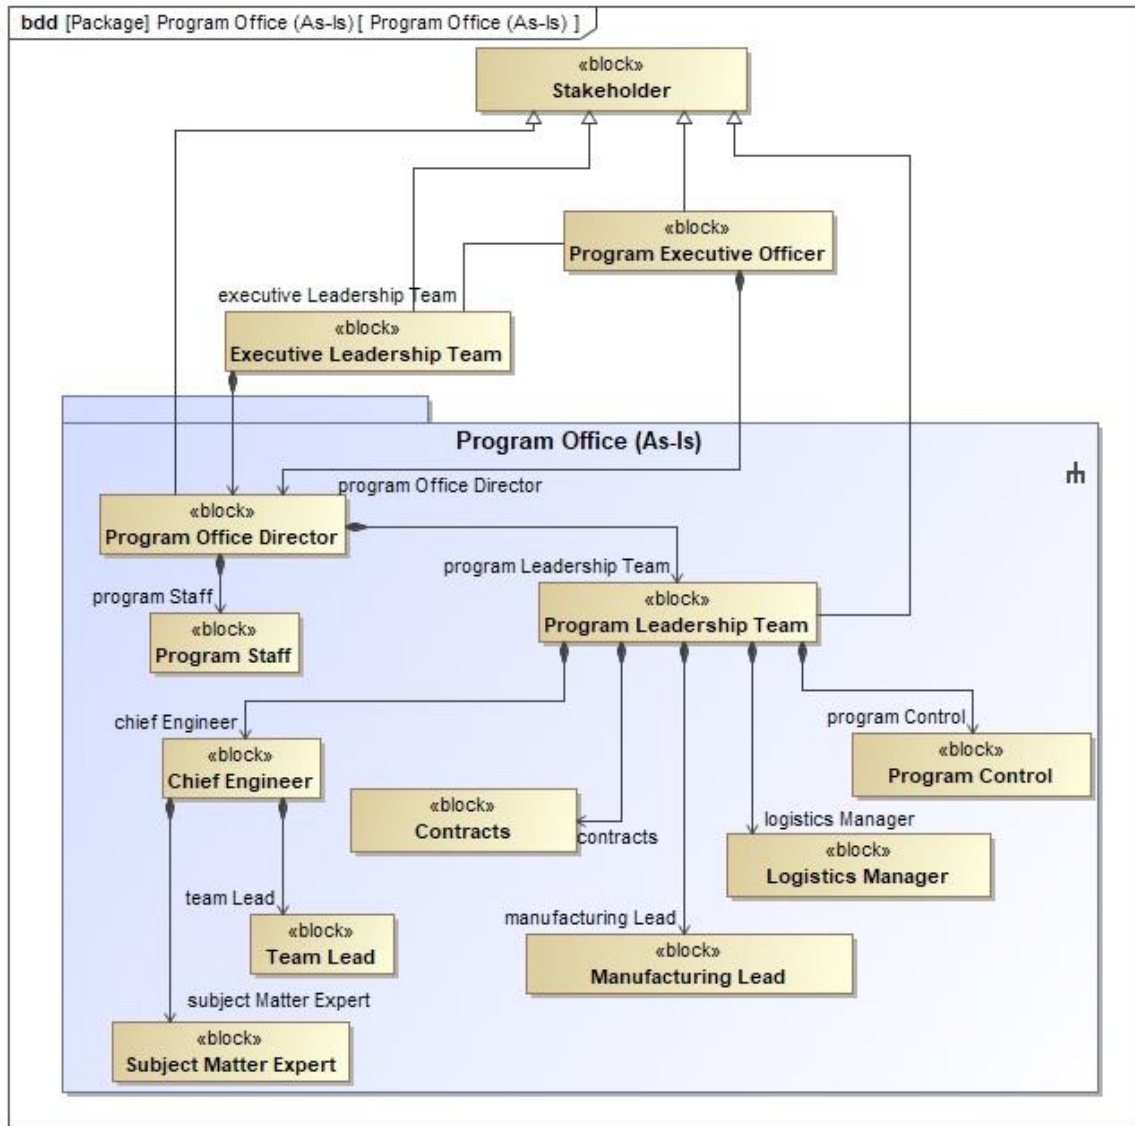 bdd [Package] Program Office (As-Is) [ Program Office (As-Is) ]
«block»
Stakeholder
«block»
Program Executive Officer
executive Leadership Team
«block»
Executive Leadership Team
Program Office (As-Is)
program Office Director
«block»
Program Office Director
program Leadership Team
program Staff
«block»
Program Leadership Team
«block»
Program Staff
chief Engineer
program Control
«block»
Chief Engineer
«block»
Program Control
«block»
Contracts
contracts
logistics Manager
«block»
Logistics Manager
team Lead
«block»
Team Lead
manufacturing Lead
«block»
Manufacturing Lead
subject Matter Expert
«block»
Subject Matter Expert